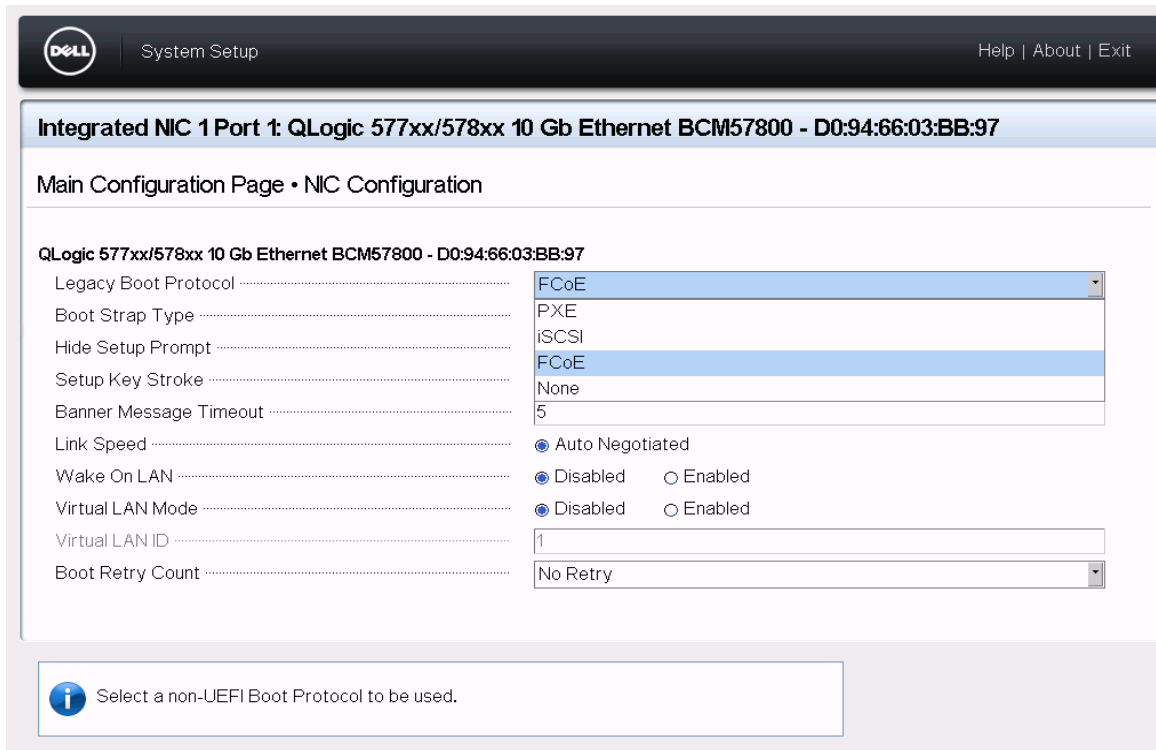 DELL
System Setup
Help | About | Exit
Integrated NIC 1 Port 1: QLogic 577xx/578xx 10 Gb Ethernet BCM57800 - D0:94:66:03:BB:97
Main Configuration Page • NIC Configuration
QLogic 577xx/578xx 10 Gb Ethernet BCM57800 - D0:94:66:03:BB:97
Legacy Boot Protocol FCoE
Boot Strap Type PXE
Hide Setup Prompt iSCSI
FCoE
Setup Key Stroke None
Banner Message Timeout 5
Link Speed Auto Negotiated
Wake On LAN Disabled Enabled
Virtual LAN Mode Disabled Enabled
Virtual LAN ID 1
Boot Retry Count No Retry
Select a non-UEFI Boot Protocol to be used.